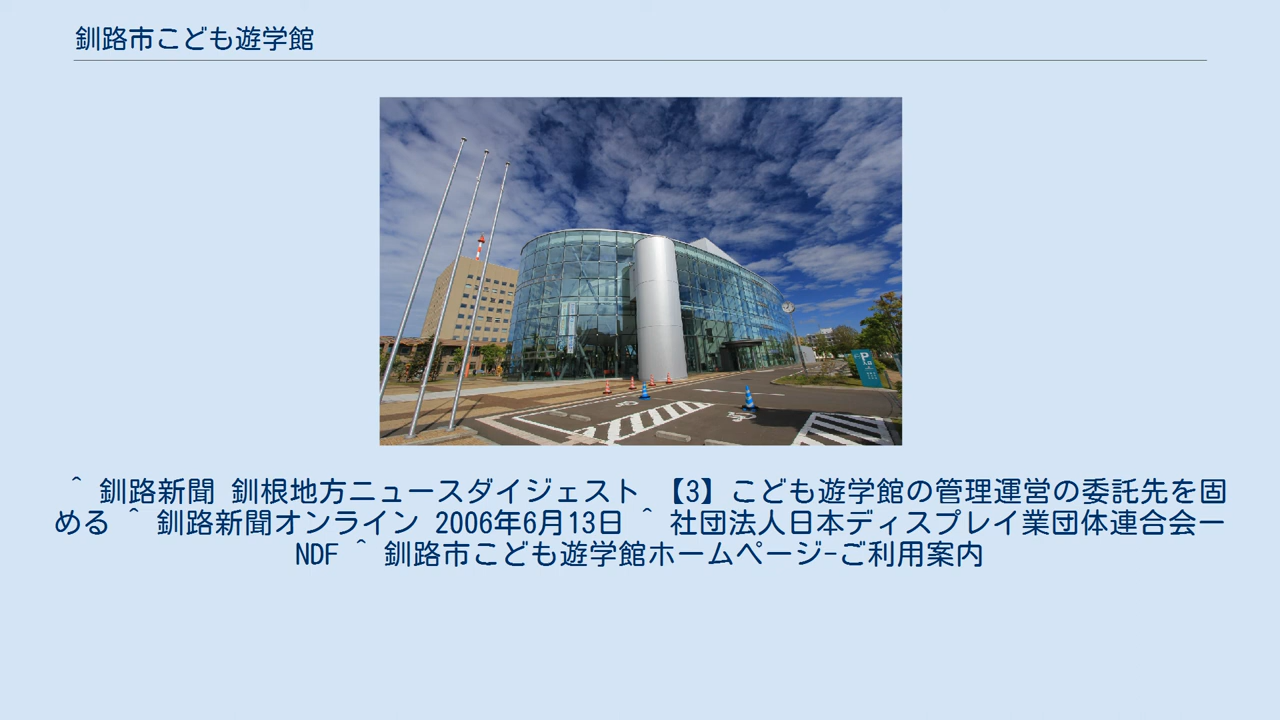 釧路市こども遊学館
P
^ 釧路新聞 釧根地方ニュースダイジェスト 【3】こども遊学館の管理運営の委託先を固
める ^ 釧路新聞オンライン 2006年6月13日 ^ 社団法人日本ディスプレイ業団体連合会ー
NDF ^ 釧路市こども遊学館ホームページ-ご利用案内